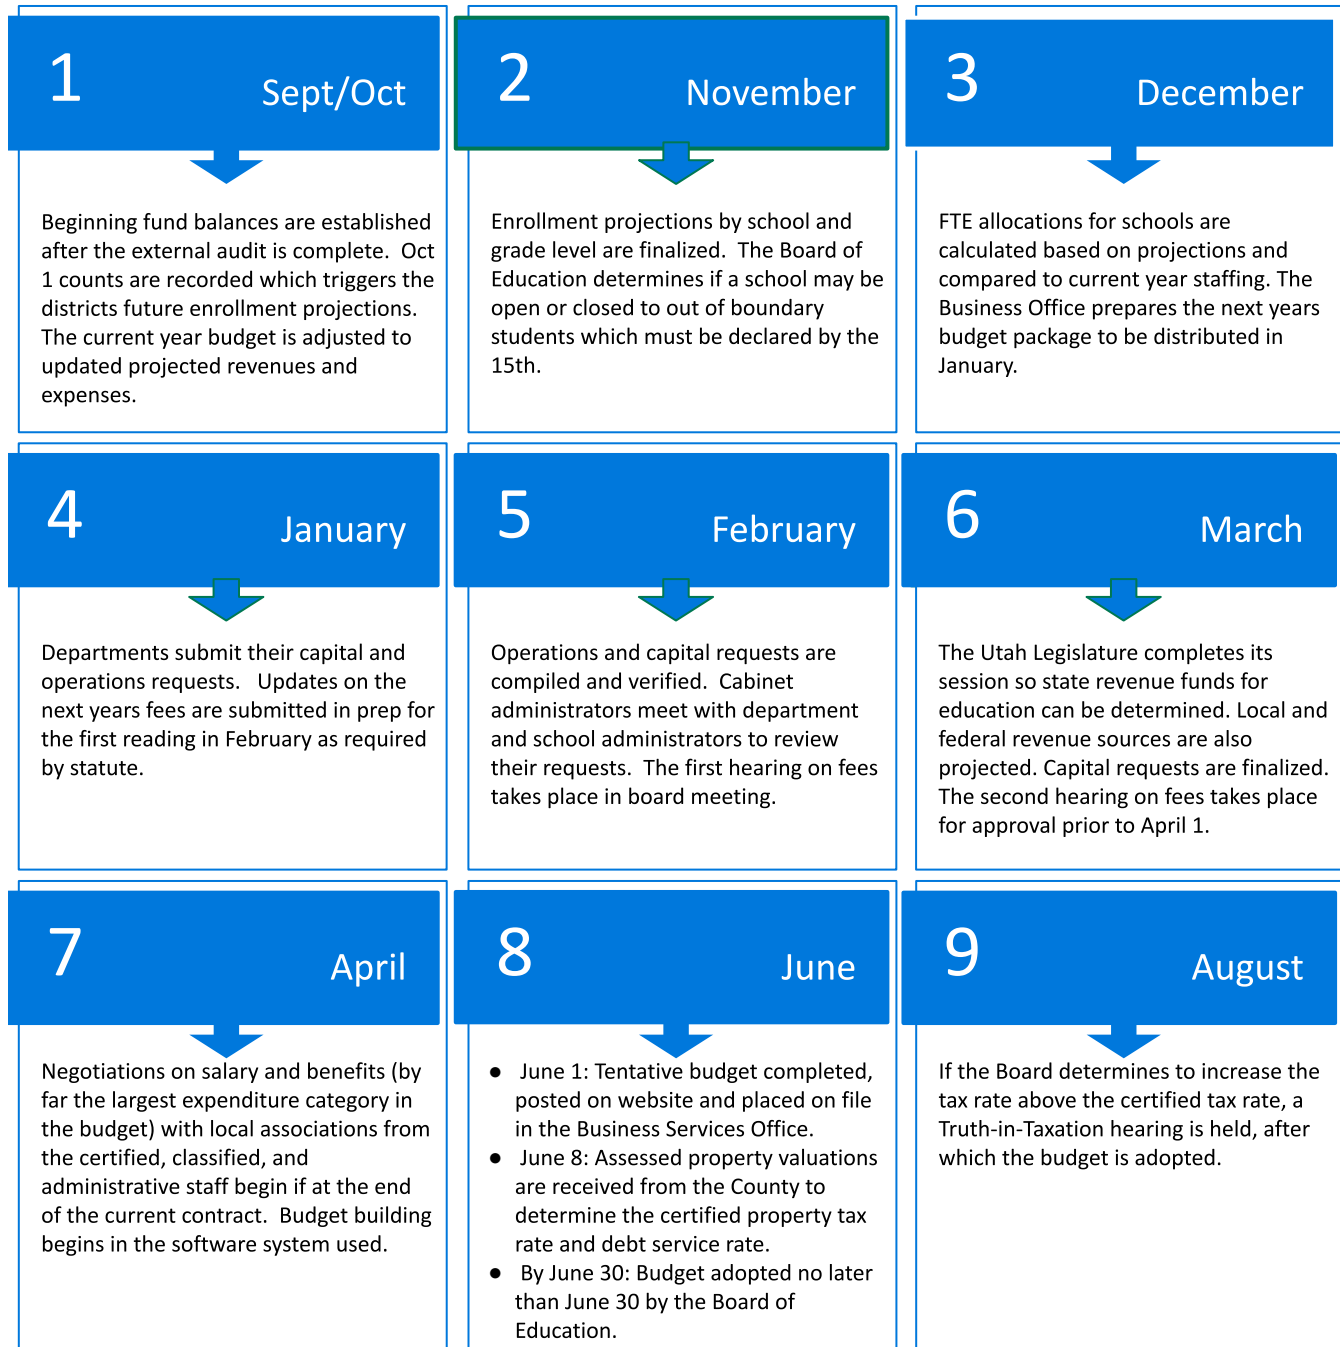 1
Sept/Oct
Beginning fund balances are established
after the external audit is complete.  Oct
1 counts are recorded which triggers the
districts future enrollment projections.
The current year budget is adjusted to
updated projected revenues and
expenses.
2
November
Enrollment projections by school and
grade level are finalized.  The Board of
Education determines if a school may be
open or closed to out of boundary
students which must be declared by the
15th.
3
December
FTE allocations for schools are
calculated based on projections and
compared to current year staffing. The
Business Office prepares the next years
budget package to be distributed in
January.
4
January
Departments submit their capital and
operations requests.   Updates on the
next years fees are submitted in prep for
the first reading in February as required
by statute.
5
February
Operations and capital requests are
compiled and verified.  Cabinet
administrators meet with department
and school administrators to review
their requests.  The first hearing on fees
takes place in board meeting.
6
March
The Utah Legislature completes its
session so state revenue funds for
education can be determined. Local and
federal revenue sources are also
projected. Capital requests are finalized.
The second hearing on fees takes place
for approval prior to April 1.
7
April
Negotiations on salary and benefits (by
far the largest expenditure category in
the budget) with local associations from
the certified, classified, and
administrative staff begin if at the end
of the current contract.  Budget building
begins in the software system used.
8
June
● June 1: Tentative budget completed,
posted on website and placed on file
in the Business Services Office.
● June 8: Assessed property valuations
are received from the County to
determine the certified property tax
rate and debt service rate.
● By June 30: Budget adopted no later
than June 30 by the Board of
Education.
9
August
If the Board determines to increase the
tax rate above the certified tax rate, a
Truth-in-Taxation hearing is held, after
which the budget is adopted.